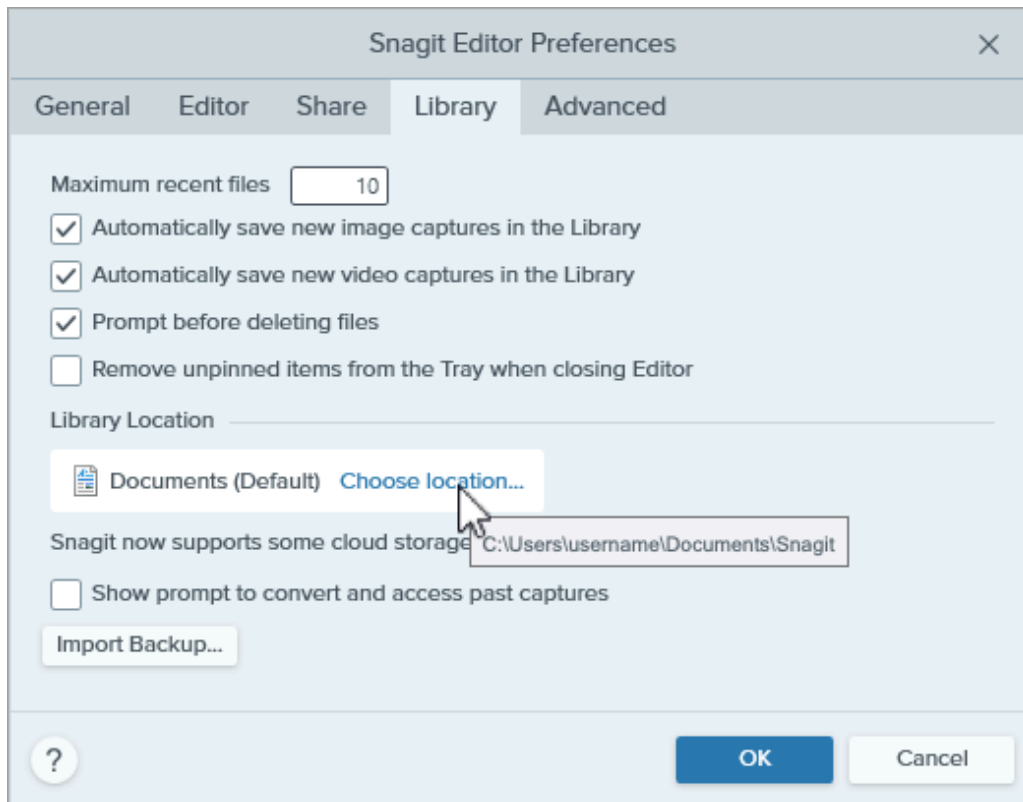 Snagit Editor Preferences
General Editor Share Library Advanced
Maximum recent files 10
Automatically save new image captures in the Library
Automatically save new video captures in the Library
Prompt before deleting files
Remove unpinned items from the Tray when closing Editor
Library Location
Documents (Default) Choose location...
Snagit now supports some cloud storage
C:\Users\username\Documents\Snagit
Show prompt to convert and access past captures
Import Backup...
?
OK Cancel